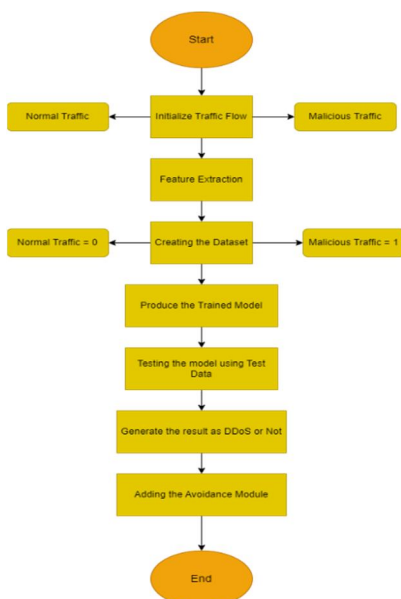 Start
Normal Traffic
Initialize Traffic Flow
Malicious Traffic
Feature Extraction
Normal Traffic = 0
Creating the Dataset
Malicious Traffic = 1
Produce the Trained Model
Testing the model using Test
Data
Generate the result as DDoS or Not
Adding the Avoidance Module
End